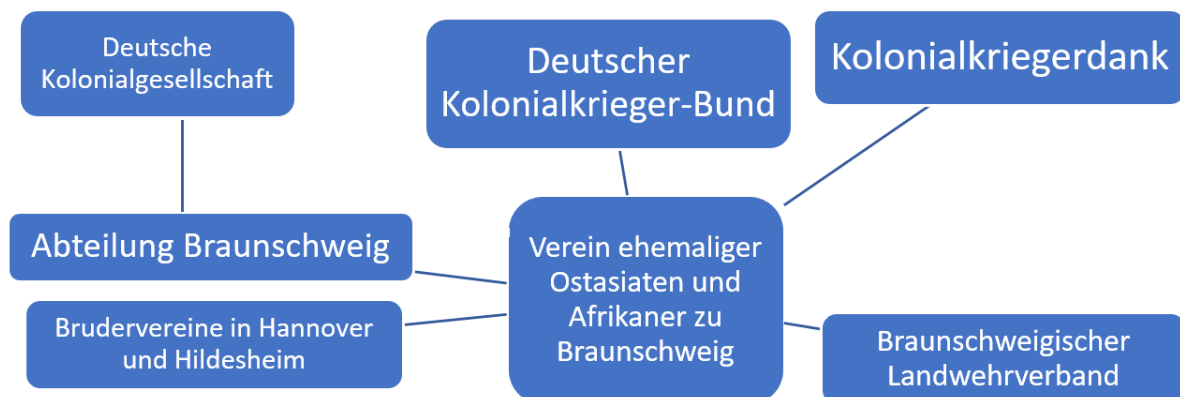 Deutsche
Kolonialgesellschaft
Deutscher
Kolonialkrieger-Bund
Kolonialkriegerdank
Abteilung Braunschweig
Verein ehemaliger
Ostasiaten und
Afrikaner zu
Braunschweig
Brudervereine in Hannover
und Hildesheim
Braunschweigischer
Landwehrverband